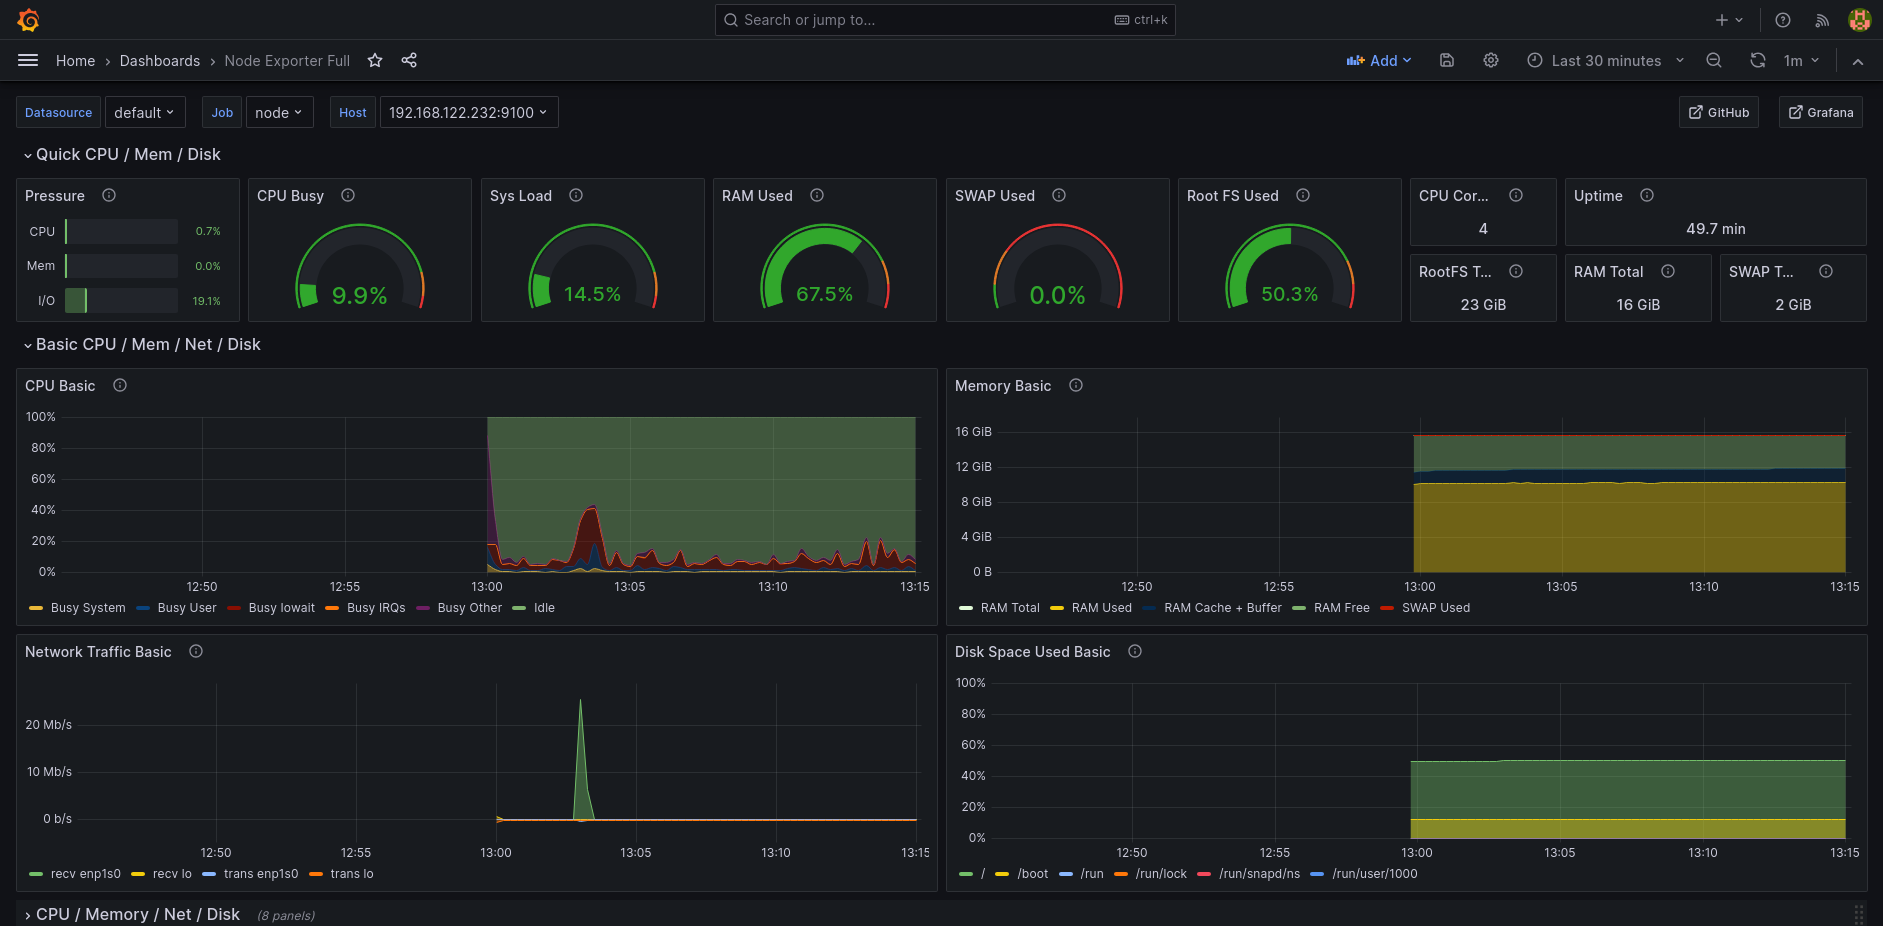 Search or jump to... ctrl+k
Home › Dashboards › Node Exporter Full
Add Last 30 minutes 1m
Datasource default Job node Host 192.168.122.232:9100 GitHub Grafana
Quick CPU / Mem / Disk
Pressure
CPU 0.7%
Mem 0.0%
I/O 19.1%
CPU Busy
9.9%
Sys Load
14.5%
RAM Used
67.5%
SWAP Used
0.0%
Root FS Used
50.3%
CPU Cor...
4
Uptime
49.7 min
RootFS T...
23 GiB
RAM Total
16 GiB
SWAP T...
2 GiB
Basic CPU / Mem / Net / Disk
CPU Basic
100%
80%
60%
40%
20%
0%
12:50 12:55 13:00 13:05 13:10 13:15
Busy System Busy User Busy Iowait Busy IRQs Busy Other Idle
Memory Basic
16 GiB
12 GiB
8 GiB
4 GiB
0 B
12:50 12:55 13:00 13:05 13:10 13:15
RAM Total RAM Used RAM Cache + Buffer RAM Free SWAP Used
Network Traffic Basic
20 Mb/s
10 Mb/s
0 b/s
12:50 12:55 13:00 13:05 13:10 13:15
recv enp1s0 recv lo trans enp1s0 trans lo
Disk Space Used Basic
100%
80%
60%
40%
20%
0%
12:50 12:55 13:00 13:05 13:10 13:15
/ /boot /run /run/lock /run/snapd/ns /run/user/1000
CPU / Memory / Net / Disk (8 panels)